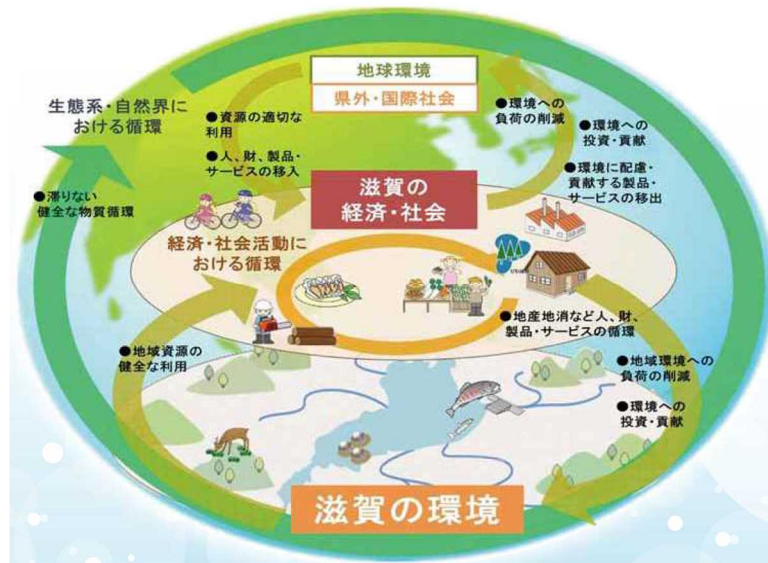 地球環境
県外・国際社会
生態系・自然界に
おける循環
●資源の適切な
利用
●人、財、製品・
サービスの移入
●環境への
負荷の削減
●環境への
投資・貢献
●環境に配慮・
貢献する製品・
サービスの移出
●滞りない
健全な物質循環
滋賀の
経済・社会
経済・社会活動に
おける循環
●地産地消など人、財、
製品・サービスの循環
●地域資源の
健全な利用
●地域環境への
負荷の削減
●環境への
投資・貢献
滋賀の環境